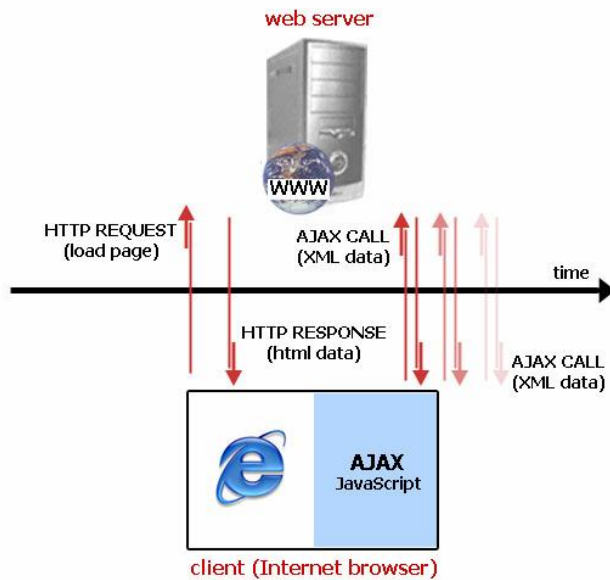 web server
WWW
HTTP REQUEST
(load page)
AJAX CALL
(XML data)
time
HTTP RESPONSE
(html data)
AJAX CALL
(XML data)
AJAX
JavaScript
client (Internet browser)